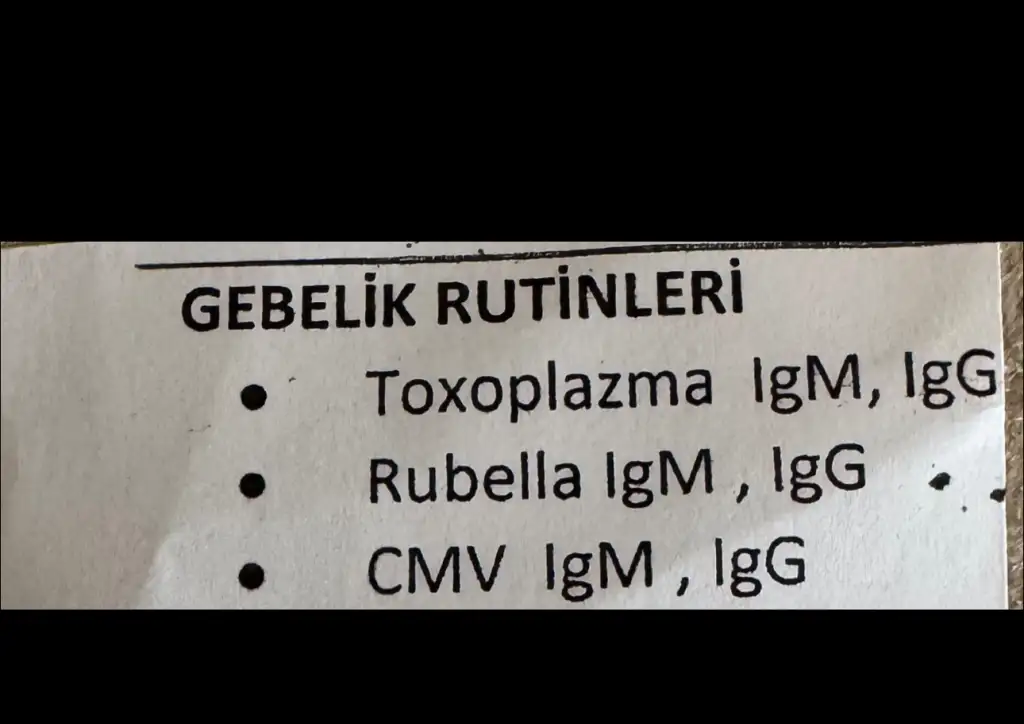 GEBELİK RUTİNLERİ
• Toxoplazma IgM, IgG
• Rubella IgM , IgG
• CMV IgM , IgG